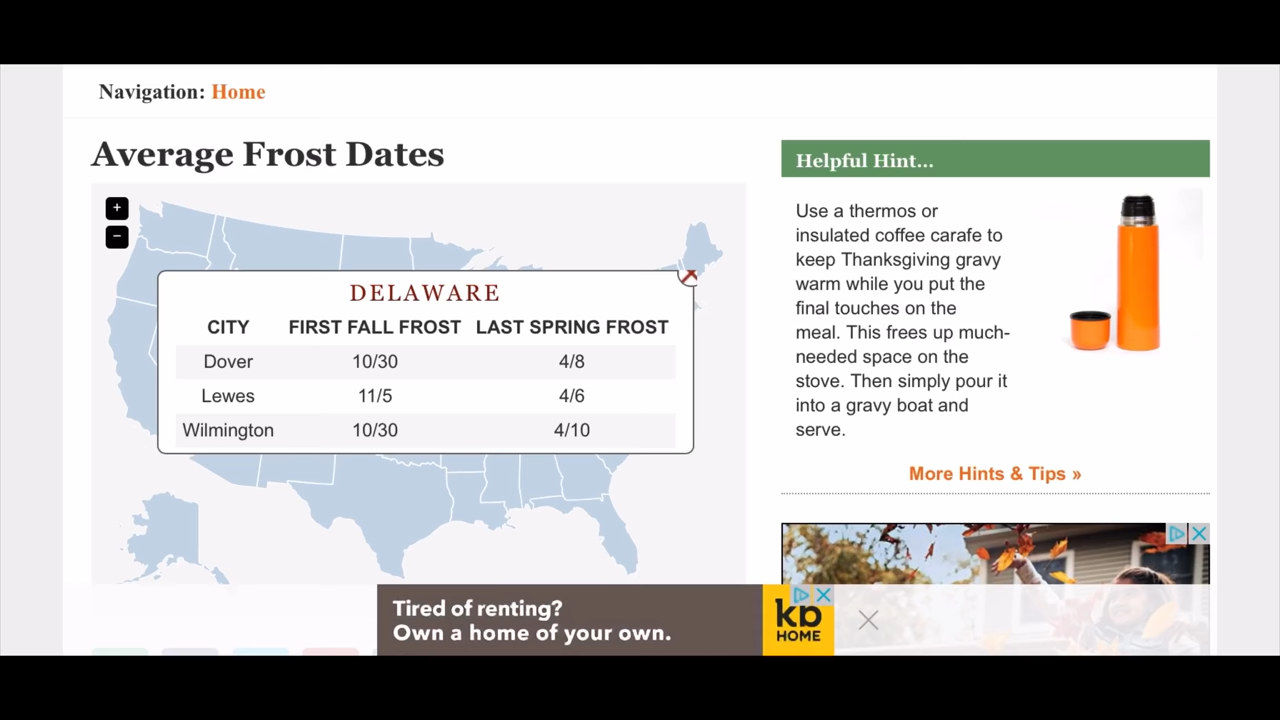 Navigation: Home
Average Frost Dates
+
−
DELAWARE
CITY FIRST FALL FROST LAST SPRING FROST
Dover 10/30 4/8
Lewes 11/5 4/6
Wilmington 10/30 4/10
Helpful Hint...
Use a thermos or
insulated coffee carafe to
keep Thanksgiving gravy
warm while you put the
final touches on the
meal. This frees up much-
needed space on the
stove. Then simply pour it
into a gravy boat and
serve.
More Hints & Tips »
Tired of renting?
Own a home of your own.
kb
HOME